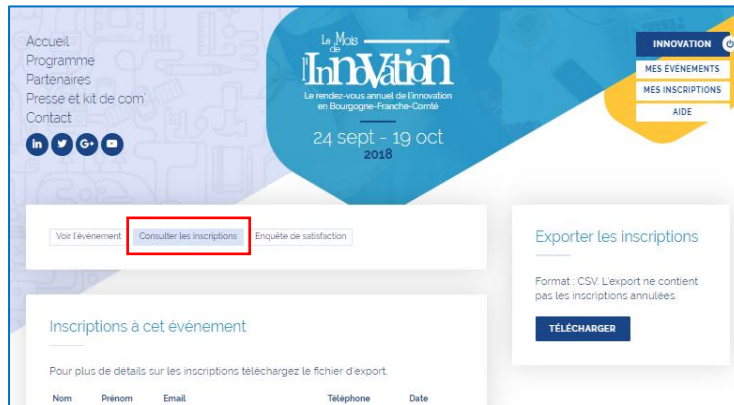 Accueil
Programme
Partenaires
Presse et kit de com'
Contact
Le Mois
de
l'Innovation
Le rendez-vous annuel de l'innovation
en Bourgogne-Franche-Comté
24 sept - 19 oct
2018
INNOVATION
MES ÉVÉNEMENTS
MES INSCRIPTIONS
AIDE
Voir l'événement Consulter les inscriptions Enquête de satisfaction
Inscriptions à cet événement
Pour plus de détails sur les inscriptions téléchargez le fichier d'export.
Nom Prénom Email Téléphone Date
Exporter les inscriptions
Format : CSV. L'export ne contient
pas les inscriptions annulées.
TÉLÉCHARGER